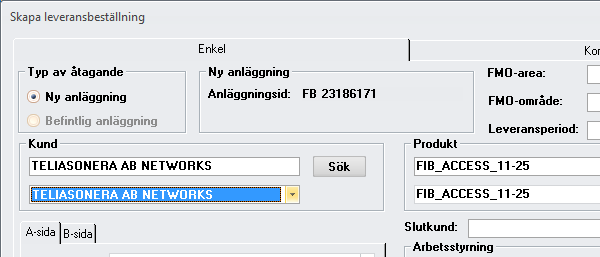 Skapa leveransbeställning
Enkel
Typ av åtagande
Ny anläggning
Befintlig anläggning
Ny anläggning
Anläggningsid: FB 23186171
FMO-area:
FMO-område:
Leveransperiod:
Kund
TELIASONERA AB NETWORKS
Sök
TELIASONERA AB NETWORKS
Produkt
FIB_ACCESS_11-25
FIB_ACCESS_11-25
A-sida
B-sida
Slutkund:
Arbetsstyrning